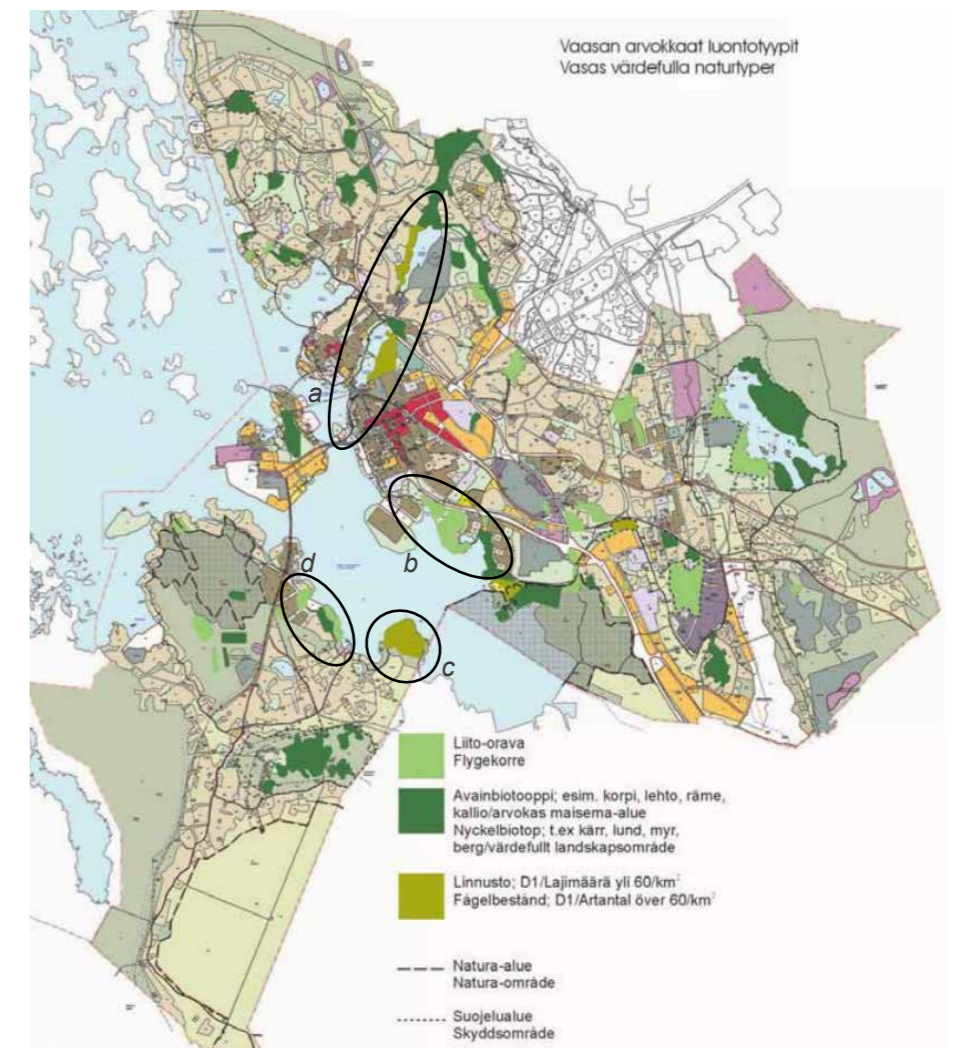 Vaasan arvokkaat luontotyypit
Vasas värdefulla naturtyper
a
b
d
c
Liito-orava
Flygekorre
Avainbiotooppi; esim. korpi, lehto, räme,
kallio/arvokas maisema-alue
Nyckelbiotop; t.ex kärr, lund, myr,
berg/värdefullt landskapsområde
Linnusto; D1/Lajimäärä yli 60/km²
Fågelbestånd; D1/Artantal över 60/km²
Natura-alue
Natura-område
Suojelualue
Skyddsområde